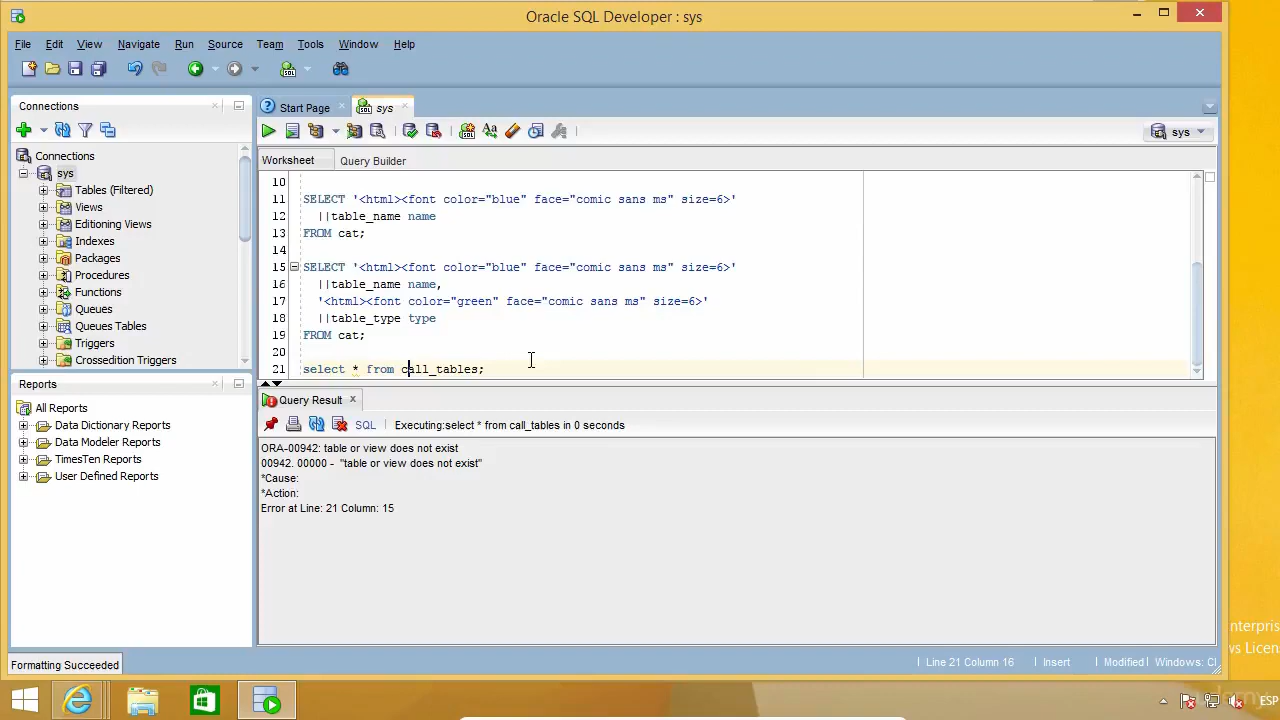 Oracle SQL Developer : sys
File Edit View Navigate Run Source Team Tools Window Help
Connections
Start Page
sys
sys
Worksheet
Query Builder
Connections
sys
Tables (Filtered)
Views
Editioning Views
Indexes
Packages
Procedures
Functions
Queues
Queues Tables
Triggers
Crossedition Triggers
10
11 SELECT '<html><font color="blue" face="comic sans ms" size=6>'
12 ||table_name name
13 FROM cat;
14
15 SELECT '<html><font color="blue" face="comic sans ms" size=6>'
16 ||table_name name,
17 '<html><font color="green" face="comic sans ms" size=6>'
18 ||table_type type
19 FROM cat;
20
21 select * from call_tables;
Reports
All Reports
Data Dictionary Reports
Data Modeler Reports
TimesTen Reports
User Defined Reports
Query Result
SQL Executing:select * from call_tables in 0 seconds
ORA-00942: table or view does not exist
00942. 00000 - "table or view does not exist"
*Cause:
*Action:
Error at Line: 21 Column: 15
nterpris
vs Licen
Formatting Succeeded
Line 21 Column 16 Insert Modified Windows: Cl
ESP